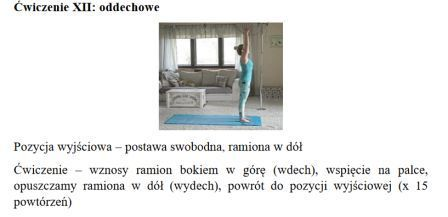 Ćwiczenie XII: oddechowe
Pozycja wyjściowa – postawa swobodna, ramiona w dół
Ćwiczenie – wznosy ramion bokiem w górę (wdech), wspięcie na palce,
opuszczamy ramiona w dół (wydech), powrót do pozycji wyjściowej (x 15
powtórzeń)